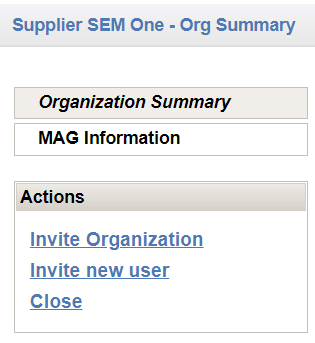 Supplier SEM One - Org Summary
Organization Summary
MAG Information
Actions
Invite Organization
Invite new user
Close